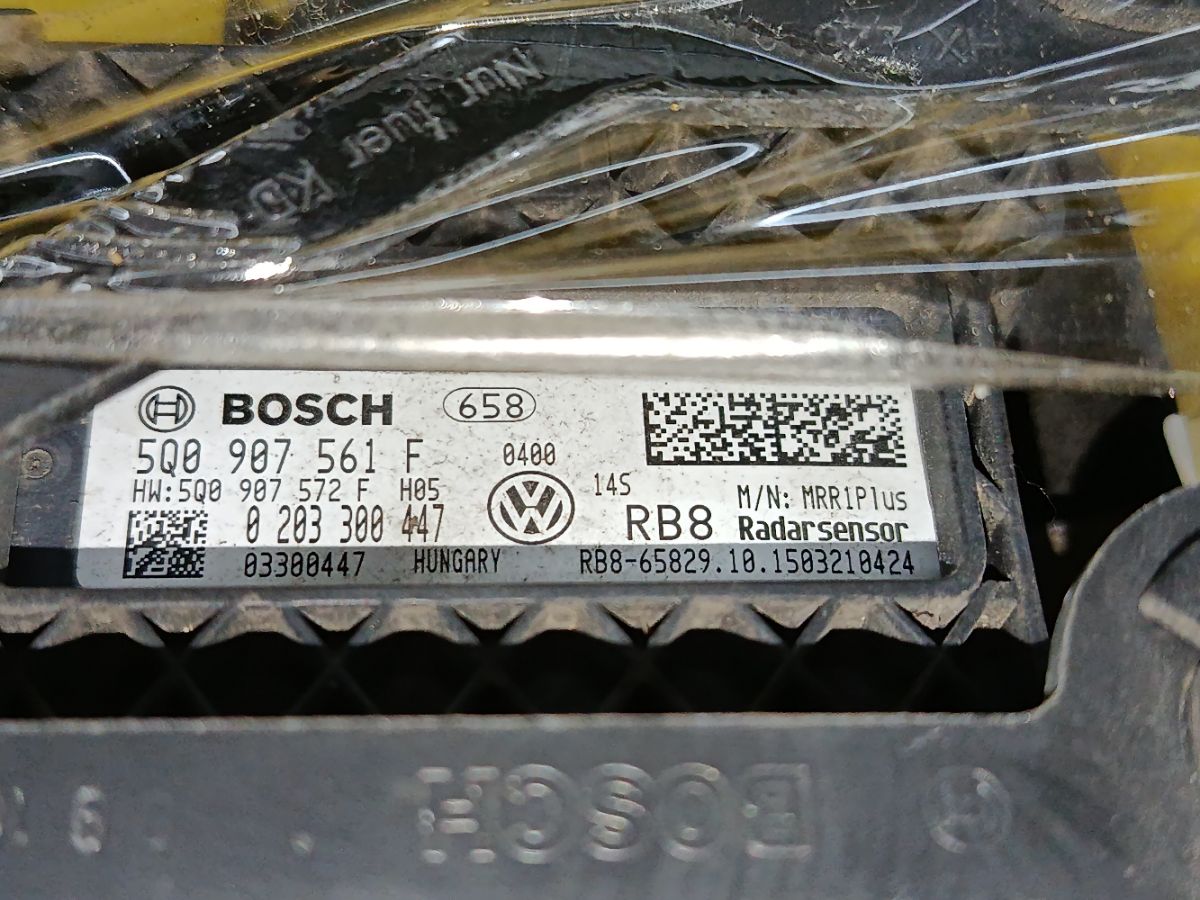 Nur fuer KD
BOSCH 658
5Q0 907 561 F 0400
HW:5Q0 907 572 F H05 14S M/N: MRR1Plus
0 203 300 447 RB8 Radarsensor
03300447 HUNGARY RB8-65829.10.1503210424
BOSCH